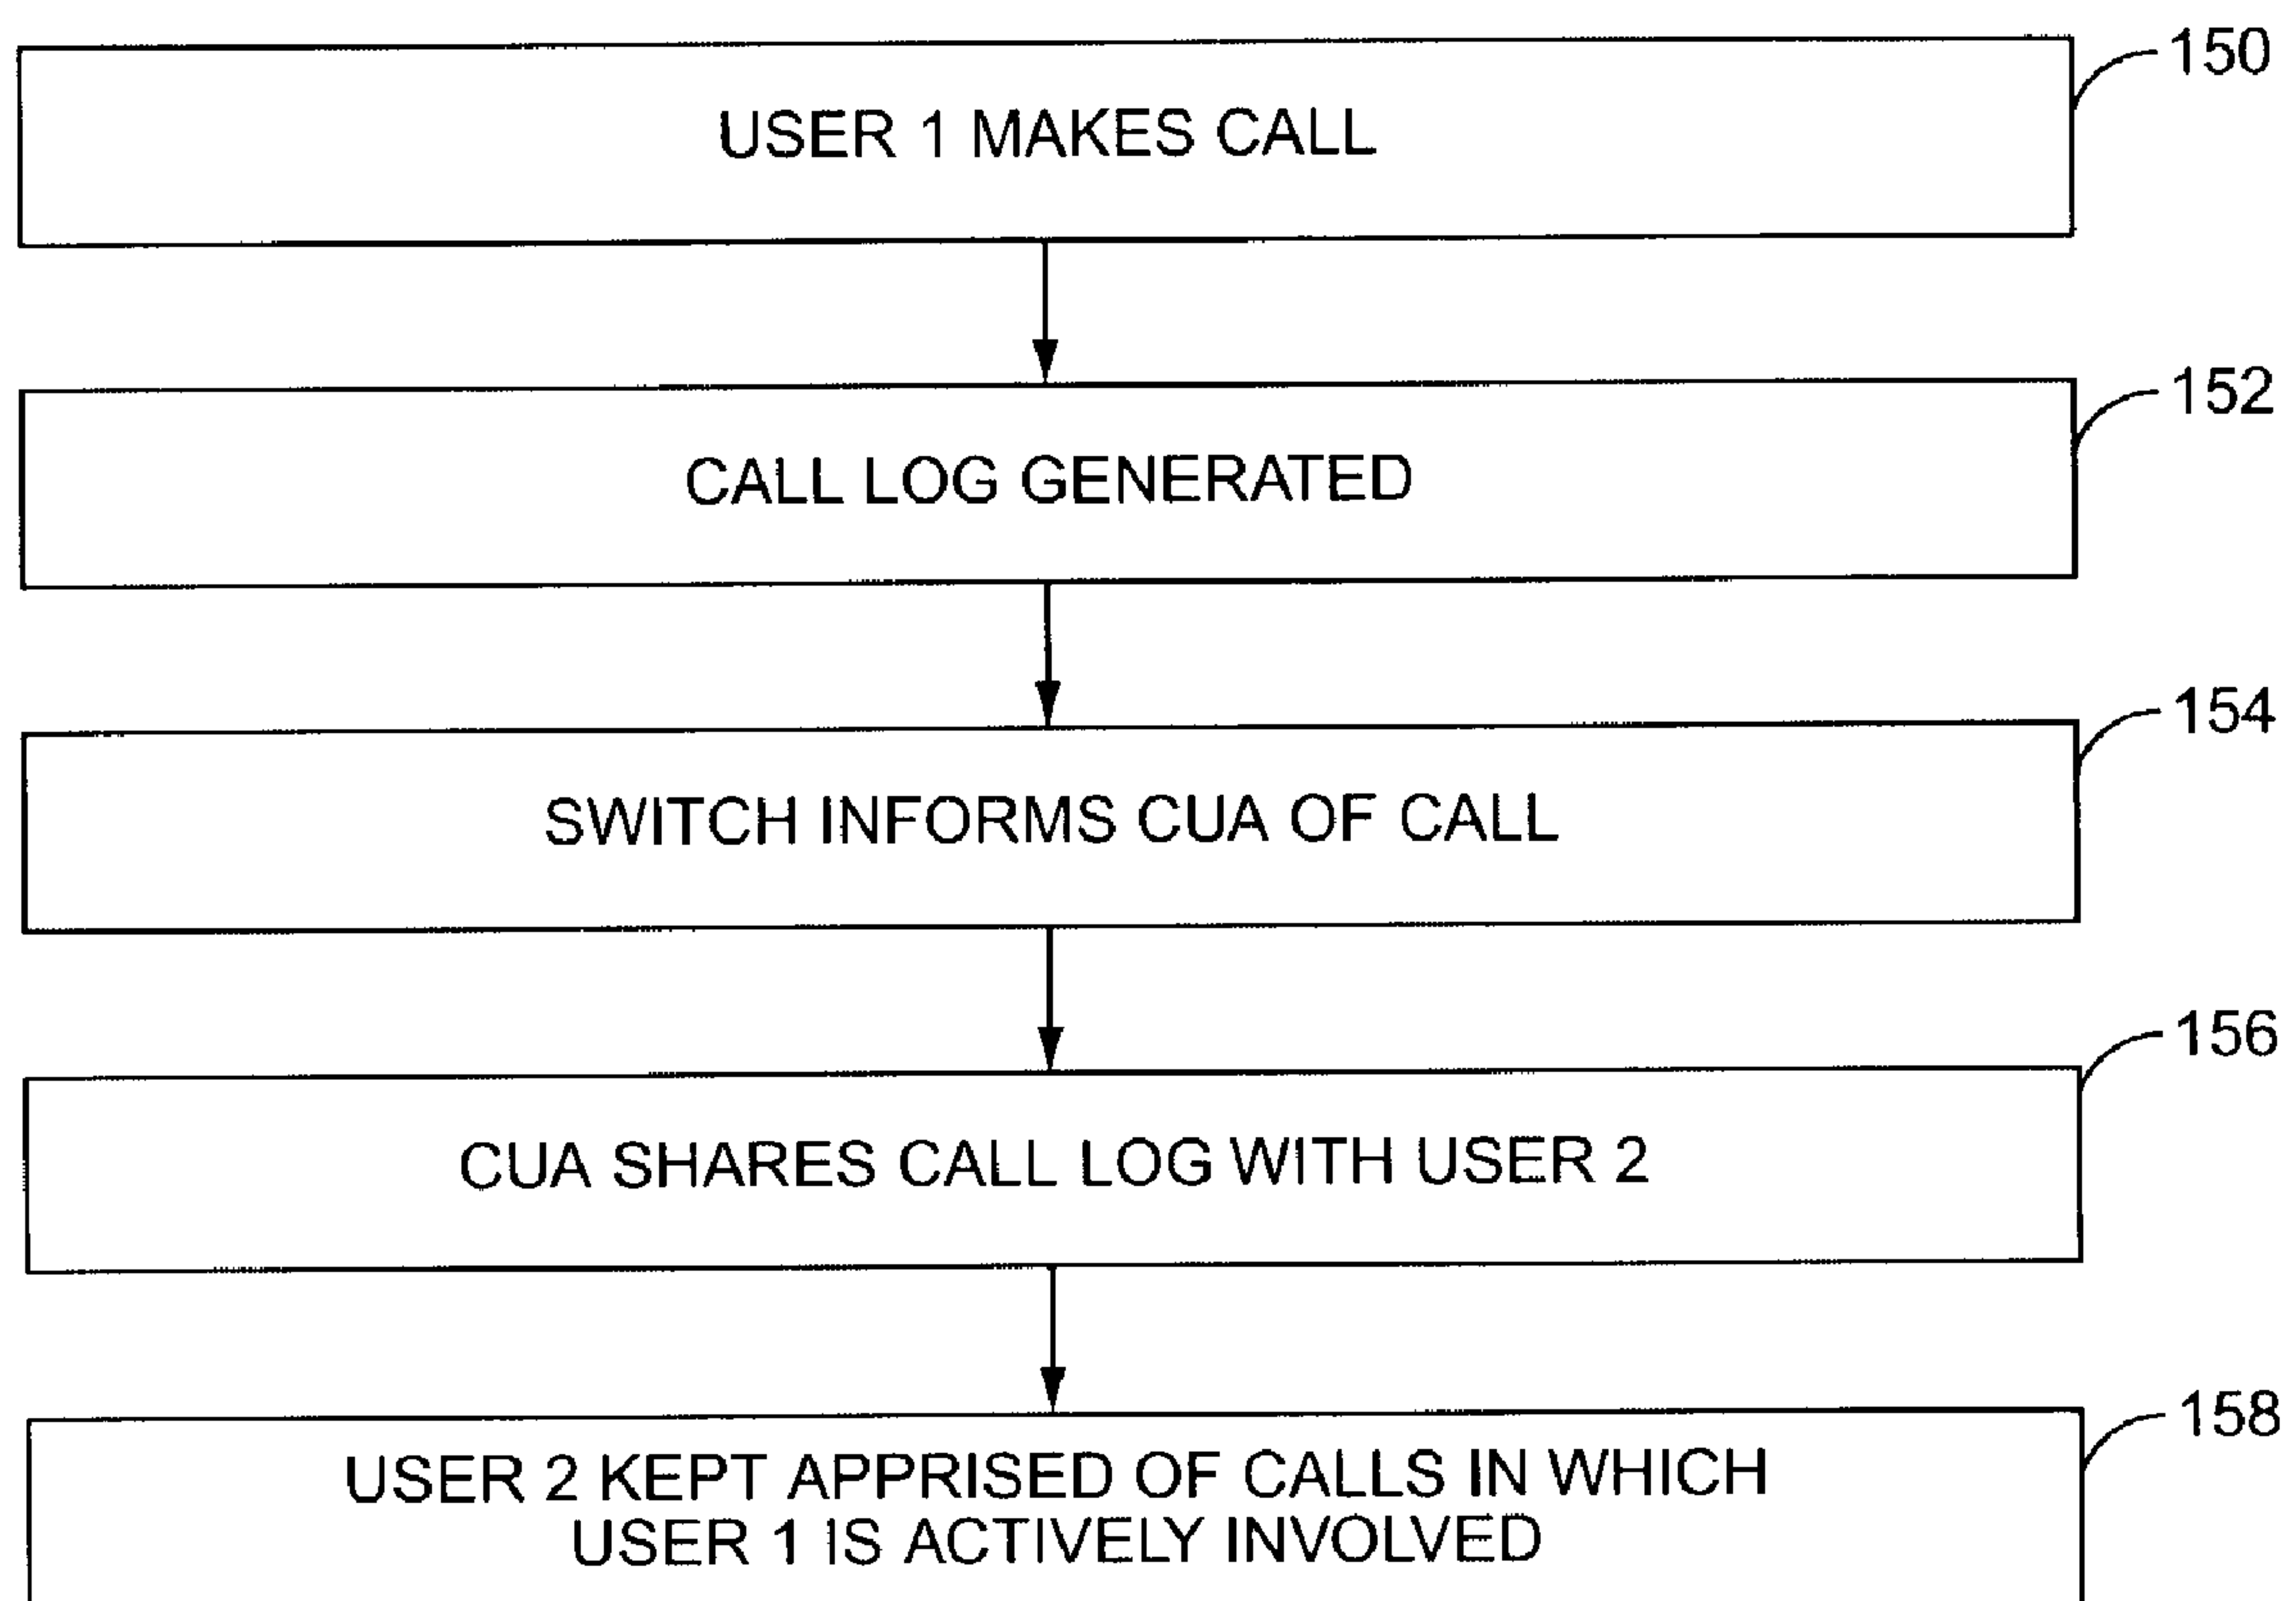 150
USER 1 MAKES CALL
152
CALL LOG GENERATED
154
SWITCH INFORMS CUA OF CALL
156
CUA SHARES CALL LOG WITH USER 2
158
USER 2 KEPT APPRISED OF CALLS IN WHICH
USER 1 IS ACTIVELY INVOLVED